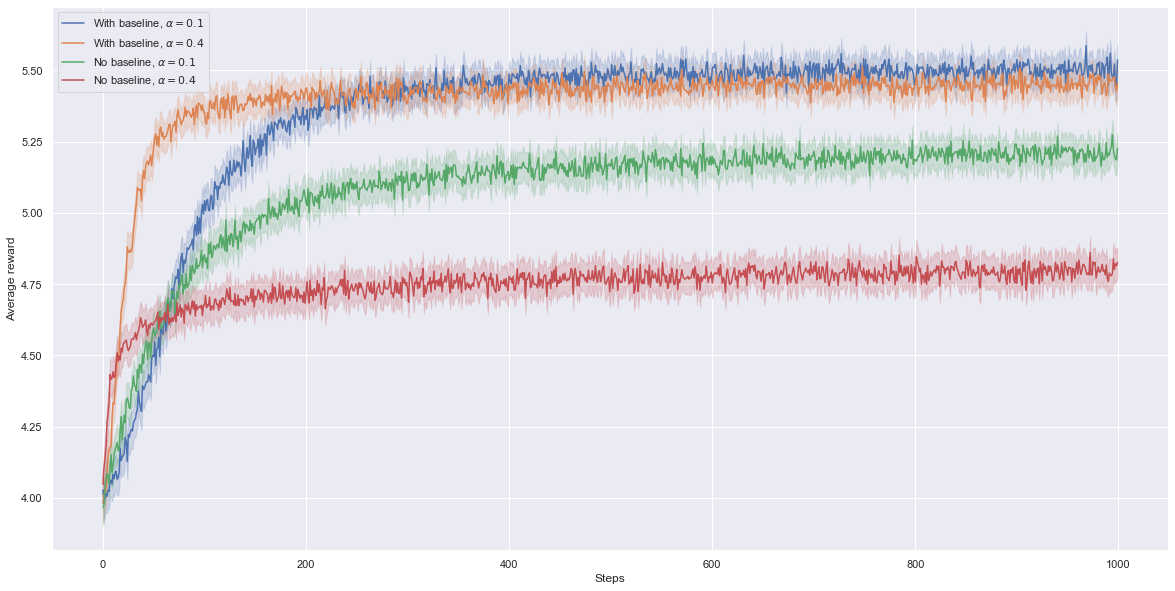 With baseline, α = 0.1
With baseline, α = 0.4
No baseline, α = 0.1
No baseline, α = 0.4
5.50
5.25
5.00
4.75
4.50
4.25
4.00
Average reward
0 200 400 600 800 1000
Steps